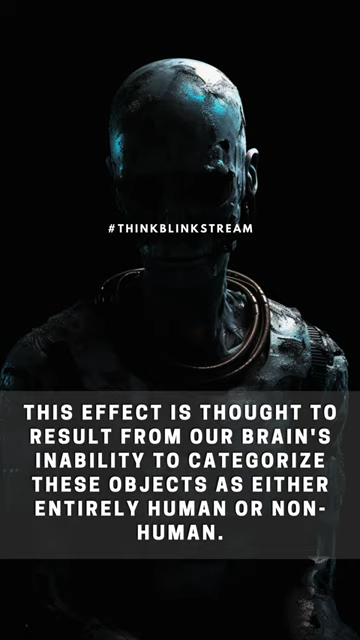 #THINKBLINKSTREAM
THIS EFFECT IS THOUGHT TO
RESULT FROM OUR BRAIN'S
INABILITY TO CATEGORIZE
THESE OBJECTS AS EITHER
ENTIRELY HUMAN OR NON-
HUMAN.